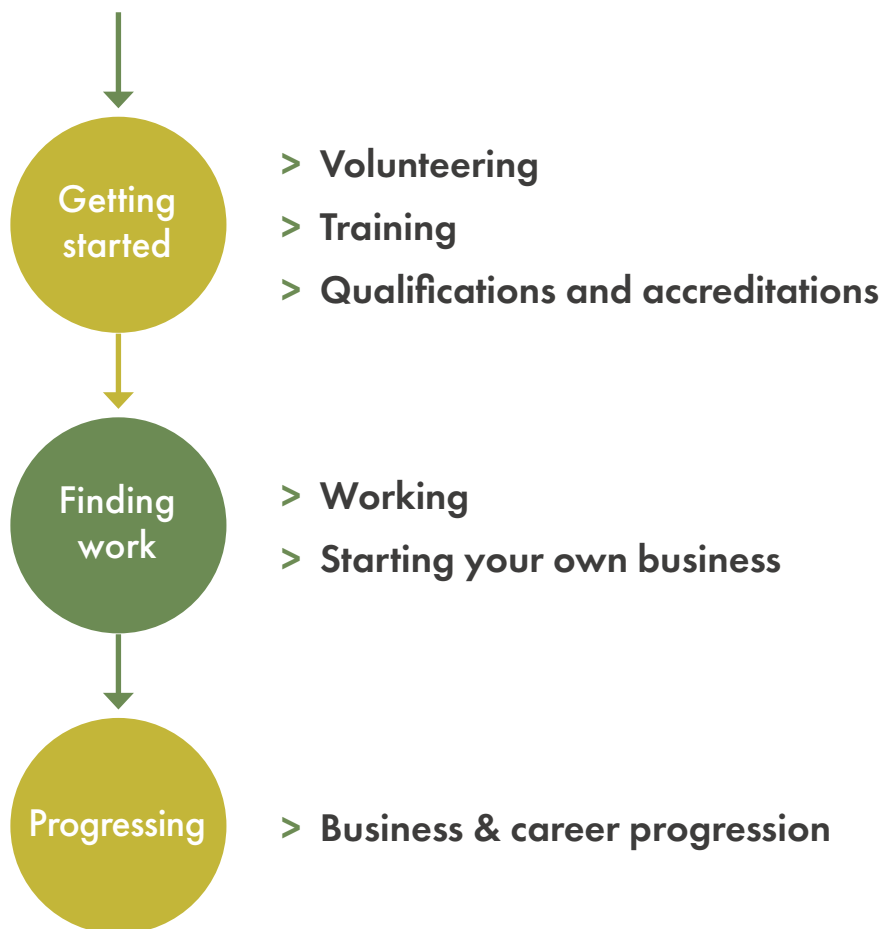 Getting
started
> Volunteering
> Training
> Qualifications and accreditations
Finding
work
> Working
> Starting your own business
Progressing
> Business & career progression